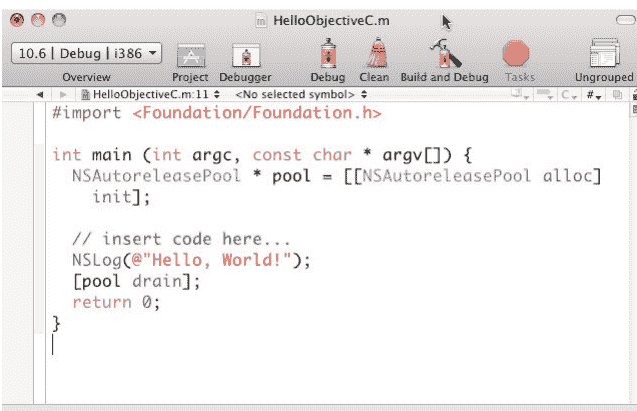 HelloObjectiveC.m
10.6 | Debug | i386
Overview Project Debugger Debug Clean Build and Debug Tasks Ungrouped
HelloObjectiveC.m:11 <No selected symbol> C #
#import <Foundation/Foundation.h>
int main (int argc, const char * argv[]) {
NSAutoreleasePool * pool = [[NSAutoreleasePool alloc]
init];
// insert code here...
NSLog(@"Hello, World!");
[pool drain];
return 0;
}